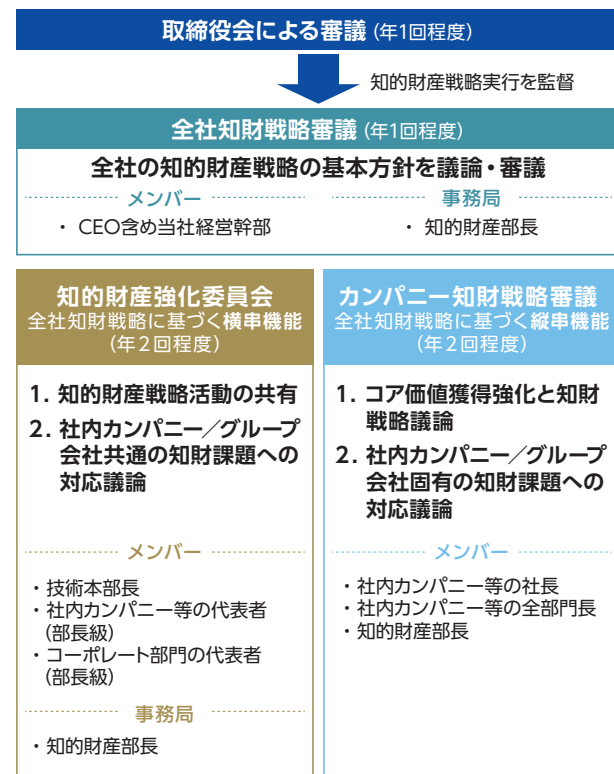 取締役会による審議 (年1回程度)
知的財産戦略実行を監督
全社知財戦略審議 (年1回程度)
全社の知的財産戦略の基本方針を議論・審議
メンバー
・ CEO含め当社経営幹部
事務局
・ 知的財産部長
知的財産強化委員会
全社知財戦略に基づく横串機能
(年2回程度)
1. 知的財産戦略活動の共有
2. 社内カンパニー／グループ
会社共通の知財課題への
対応議論
メンバー
・技術本部長
・社内カンパニー等の代表者
(部長級)
・コーポレート部門の代表者
(部長級)
事務局
・知的財産部長
カンパニー知財戦略審議
全社知財戦略に基づく縦串機能
(年2回程度)
1. コア価値獲得強化と知財
戦略議論
2. 社内カンパニー／グループ
会社固有の知財課題への
対応議論
メンバー
・社内カンパニー等の社長
・社内カンパニー等の全部門長
・知的財産部長